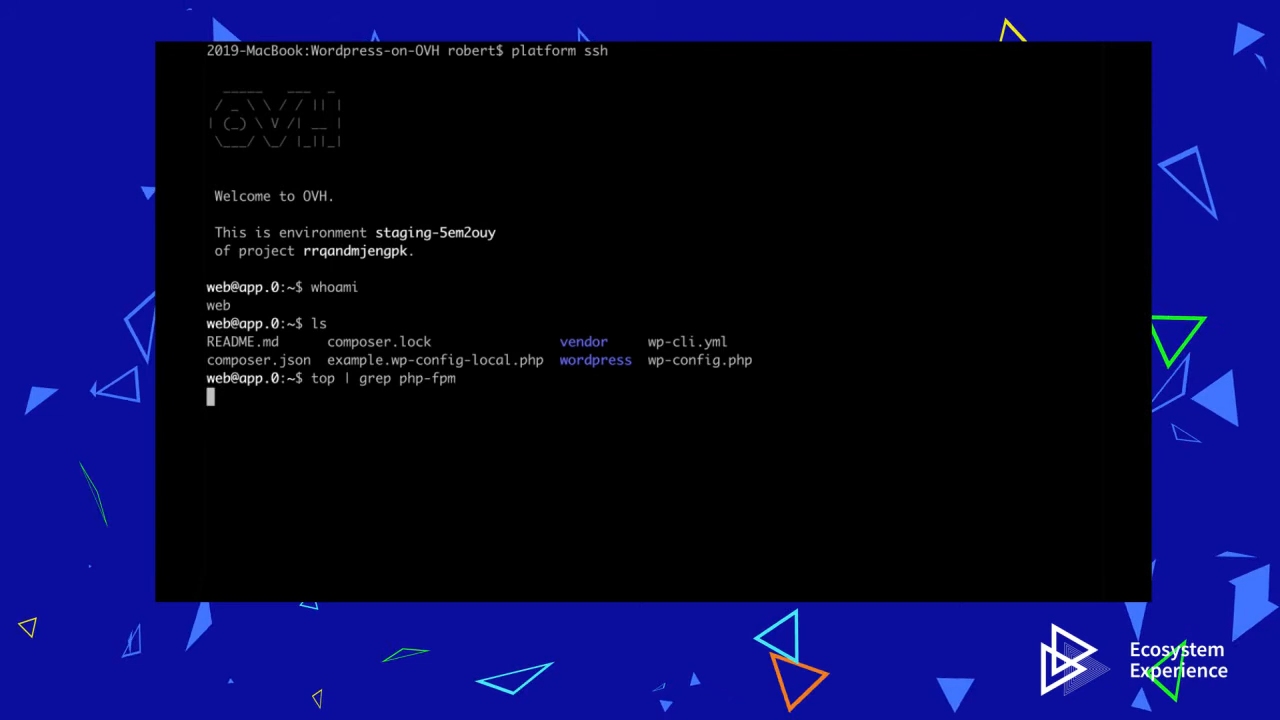 2019-MacBook:Wordpress-on-OVH robert$ platform ssh
OVH
Welcome to OVH.
This is environment staging-5em2ouy
of project rrqandmjengpk.
web@app.0:~$ whoami
web
web@app.0:~$ ls
README.md composer.lock vendor wp-cli.yml
composer.json example.wp-config-local.php wordpress wp-config.php
web@app.0:~$ top | grep php-fpm
Ecosystem
Experience